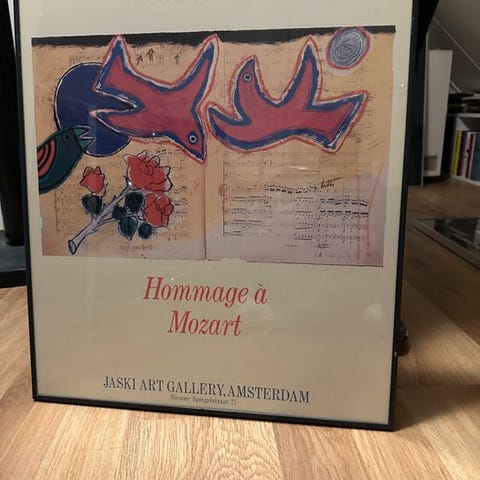 Hommage à
Mozart
JASKI ART GALLERY, AMSTERDAM
Nieuwe Spiegelstraat 27